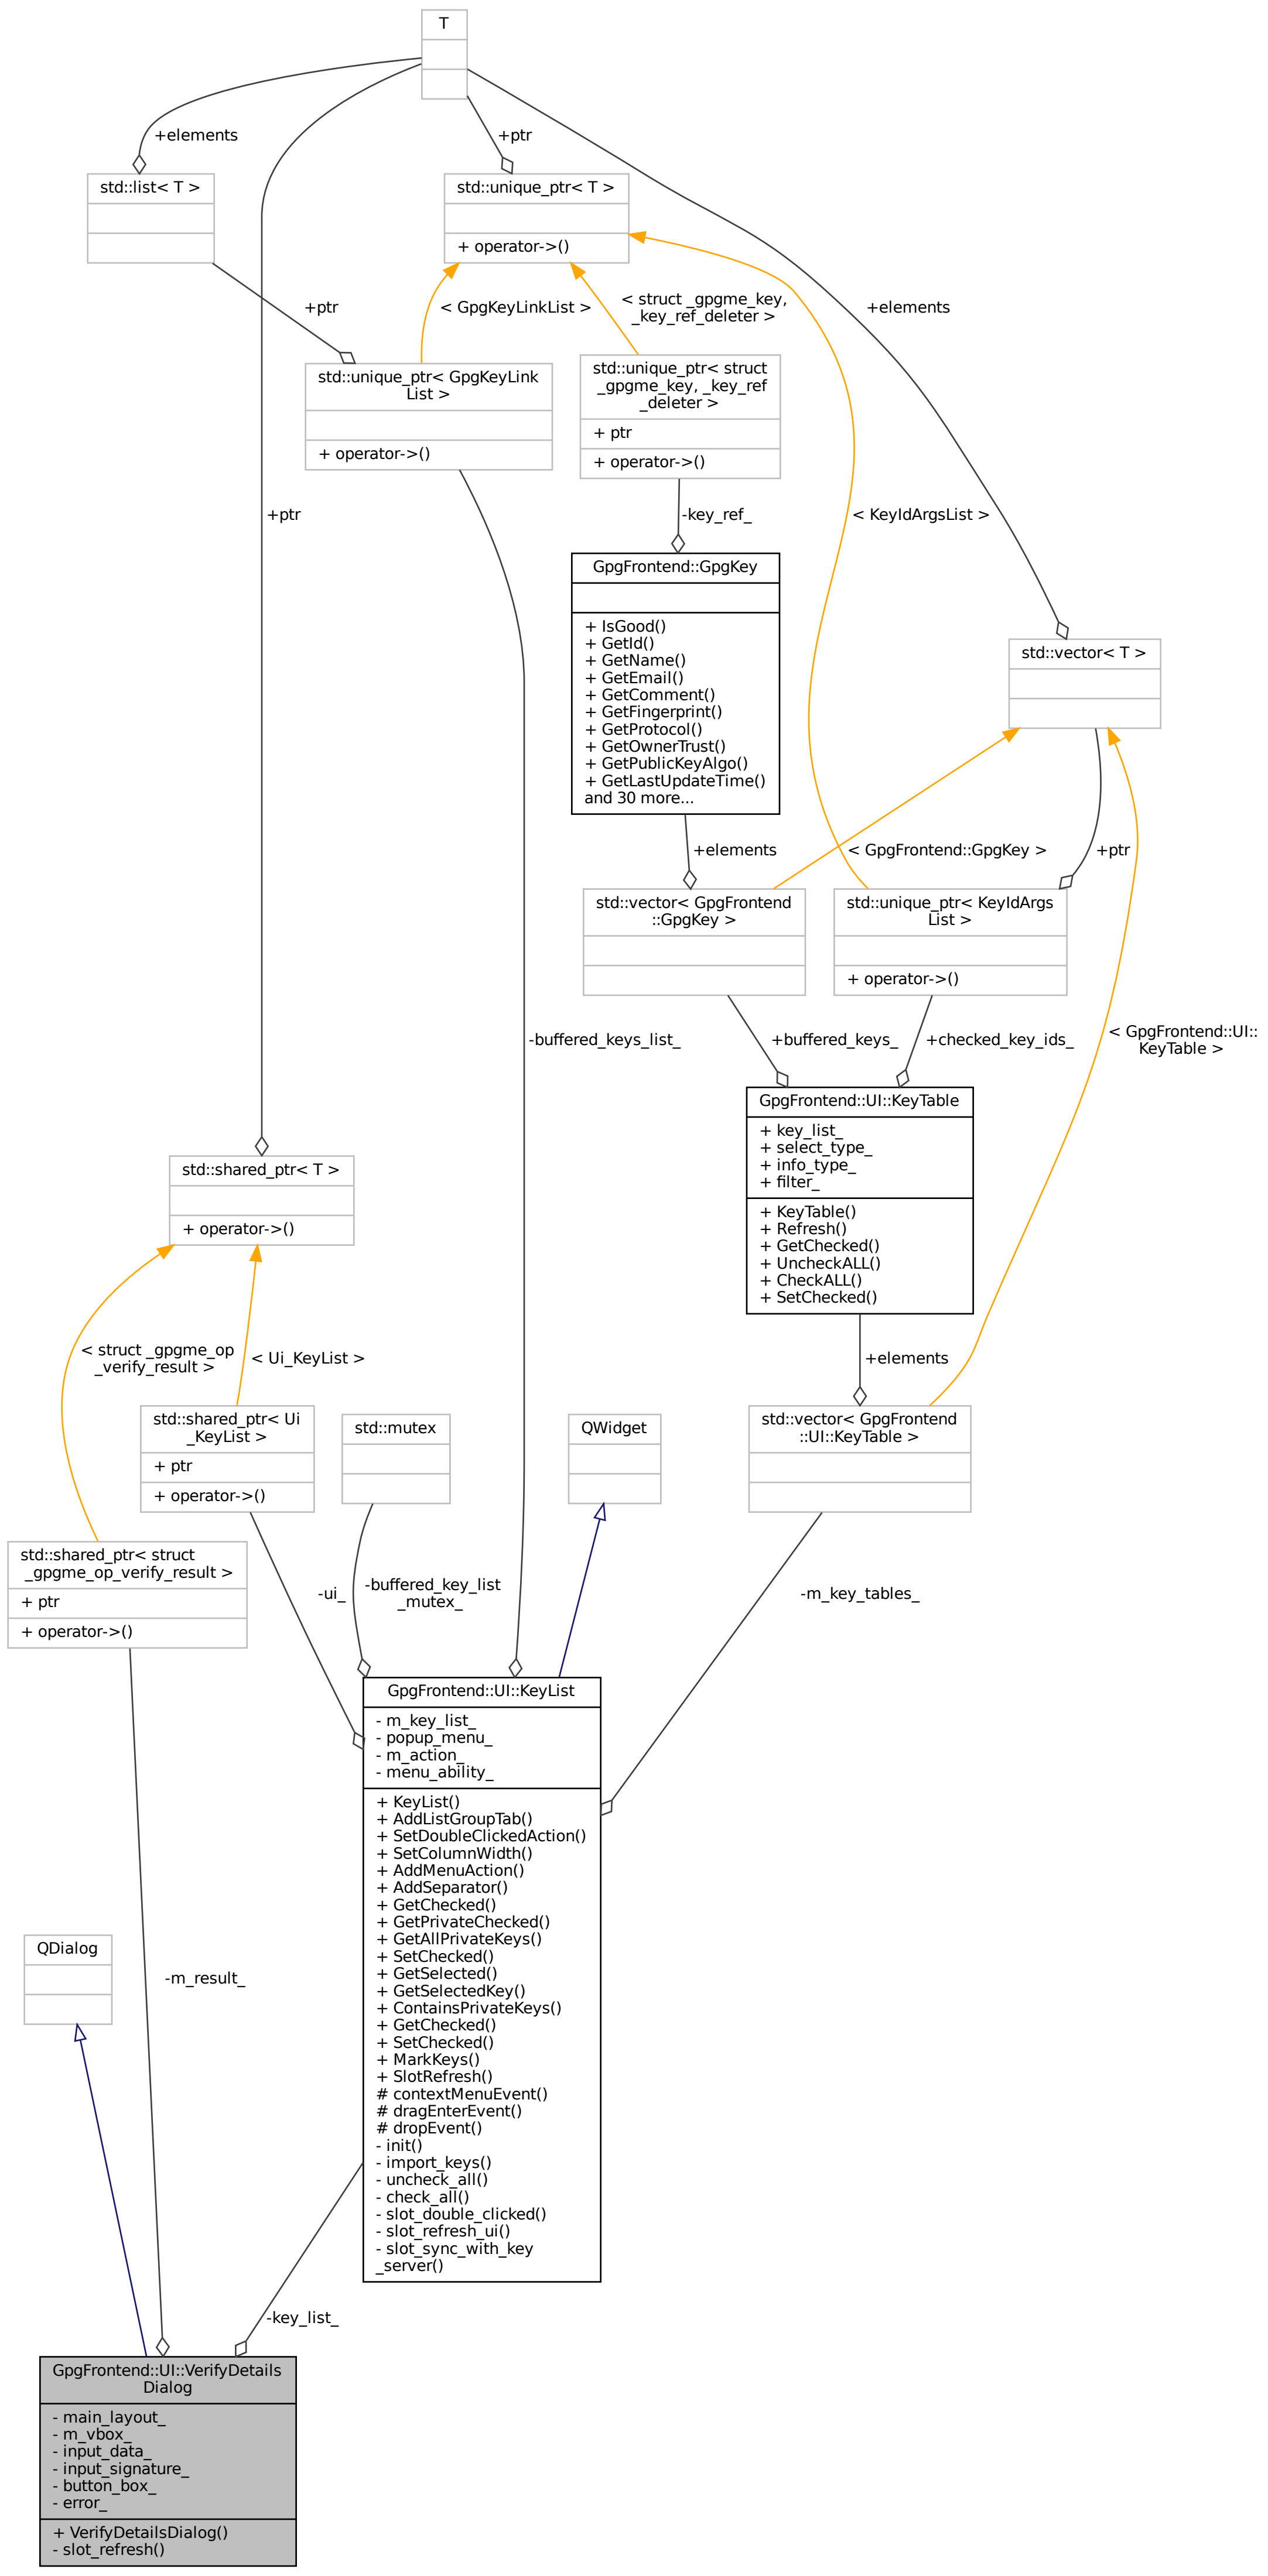 T
+elements
+ptr
std::list< T >
std::unique_ptr< T >
+ operator->()
+ptr
< GpgKeyLinkList >
< struct _gpgme_key,
_key_ref_deleter >
+elements
std::unique_ptr< GpgKeyLink
List >
+ operator->()
std::unique_ptr< struct
_gpgme_key, _key_ref
_deleter >
+ ptr
+ operator->()
+ptr
-key_ref_
< KeyIdArgsList >
GpgFrontend::GpgKey
+ IsGood()
+ GetId()
+ GetName()
+ GetEmail()
+ GetComment()
+ GetFingerprint()
+ GetProtocol()
+ GetOwnerTrust()
+ GetPublicKeyAlgo()
+ GetLastUpdateTime()
and 30 more...
std::vector< T >
+elements
< GpgFrontend::GpgKey >
+ptr
std::vector< GpgFrontend
::GpgKey >
std::unique_ptr< KeyIdArgs
List >
+ operator->()
-buffered_keys_list_
+buffered_keys_
+checked_key_ids_
< GpgFrontend::UI::
KeyTable >
GpgFrontend::UI::KeyTable
+ key_list_
+ select_type_
+ info_type_
+ filter_
+ KeyTable()
+ Refresh()
+ GetChecked()
+ UncheckALL()
+ CheckALL()
+ SetChecked()
std::shared_ptr< T >
+ operator->()
< struct _gpgme_op
_verify_result >
< Ui_KeyList >
+elements
std::shared_ptr< Ui
_KeyList >
+ ptr
+ operator->()
std::mutex
QWidget
std::vector< GpgFrontend
::UI::KeyTable >
std::shared_ptr< struct
_gpgme_op_verify_result >
+ ptr
+ operator->()
-ui_
-buffered_key_list
_mutex_
-m_key_tables_
GpgFrontend::UI::KeyList
- m_key_list_
- popup_menu_
- m_action_
- menu_ability_
+ KeyList()
+ AddListGroupTab()
+ SetDoubleClickedAction()
+ SetColumnWidth()
+ AddMenuAction()
+ AddSeparator()
+ GetChecked()
+ GetPrivateChecked()
+ GetAllPrivateKeys()
+ SetChecked()
+ GetSelected()
+ GetSelectedKey()
+ ContainsPrivateKeys()
+ GetChecked()
+ SetChecked()
+ MarkKeys()
+ SlotRefresh()
# contextMenuEvent()
# dragEnterEvent()
# dropEvent()
- init()
- import_keys()
- uncheck_all()
- check_all()
- slot_double_clicked()
- slot_refresh_ui()
- slot_sync_with_key
_server()
QDialog
-m_result_
-key_list_
GpgFrontend::UI::VerifyDetails
Dialog
- main_layout_
- m_vbox_
- input_data_
- input_signature_
- button_box_
- error_
+ VerifyDetailsDialog()
- slot_refresh()